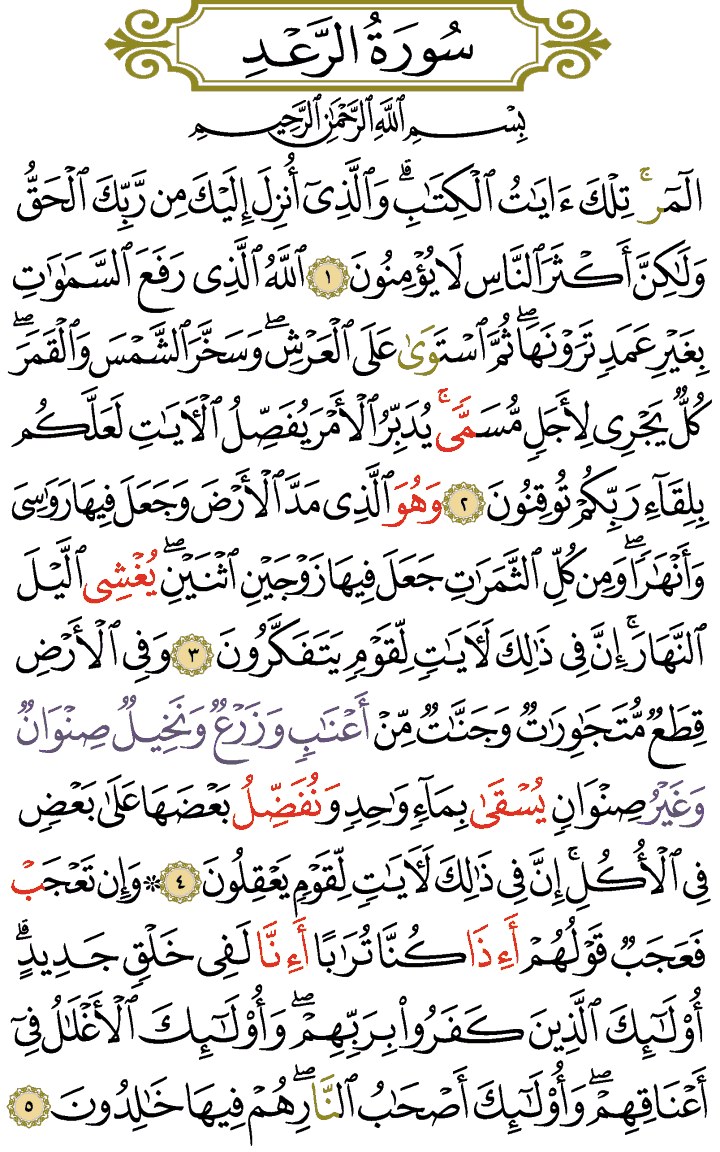 سُورَةُ الرَّعْدِ
بِسْمِ ٱللَّهِ ٱلرَّحْمَٰنِ ٱلرَّحِيمِ
الٓمٓرۚ تِلْكَ ءَايَٰتُ ٱلْكِتَٰبِۗ وَٱلَّذِىٓ أُنزِلَ إِلَيْكَ مِن رَّبِّكَ ٱلْحَقُّ
وَلَٰكِنَّ أَكْثَرَ ٱلنَّاسِ لَا يُؤْمِنُونَ ١ ٱللَّهُ ٱلَّذِى رَفَعَ ٱلسَّمَٰوَٰتِ
بِغَيْرِ عَمَدٍ تَرَوْنَهَاۖ ثُمَّ ٱسْتَوَىٰ عَلَى ٱلْعَرْشِۖ وَسَخَّرَ ٱلشَّمْسَ وَٱلْقَمَرَۖ
كُلٌّ يَجْرِى لِأَجَلٍ مُّسَمًّىۚ يُدَبِّرُ ٱلْأَمْرَ يُفَصِّلُ ٱلْءَايَٰتِ لَعَلَّكُم
بِلِقَآءِ رَبِّكُمْ تُوقِنُونَ ٢ وَهُوَ ٱلَّذِى مَدَّ ٱلْأَرْضَ وَجَعَلَ فِيهَا رَوَٰسِىَ
وَأَنْهَٰرًاۖ وَمِن كُلِّ ٱلثَّمَرَٰتِ جَعَلَ فِيهَا زَوْجَيْنِ ٱثْنَيْنِۖ يُغْشِى ٱلَّيْلَ
ٱلنَّهَارَۚ إِنَّ فِى ذَٰلِكَ لَءَايَٰتٍ لِّقَوْمٍ يَتَفَكَّرُونَ ٣ وَفِى ٱلْأَرْضِ
قِطَعٌ مُّتَجَٰوِرَٰتٌ وَجَنَّٰتٌ مِّنْ أَعْنَٰبٍ وَزَرْعٌ وَنَخِيلٌ صِنْوَانٌ
وَغَيْرُ صِنْوَانٍ يُسْقَىٰ بِمَآءٍ وَٰحِدٍ وَنُفَضِّلُ بَعْضَهَا عَلَىٰ بَعْضٍ
فِى ٱلْأُكُلِۚ إِنَّ فِى ذَٰلِكَ لَءَايَٰتٍ لِّقَوْمٍ يَعْقِلُونَ ٤ ۞ وَإِن تَعْجَبْ
فَعَجَبٌ قَوْلُهُمْ أَءِذَا كُنَّا تُرَٰبًا أَءِنَّا لَفِى خَلْقٍ جَدِيدٍۗ
أُو۟لَٰٓئِكَ ٱلَّذِينَ كَفَرُوا۟ بِرَبِّهِمْۖ وَأُو۟لَٰٓئِكَ ٱلْأَغْلَٰلُ فِىٓ
أَعْنَاقِهِمْۖ وَأُو۟لَٰٓئِكَ أَصْحَٰبُ ٱلنَّارِۖ هُمْ فِيهَا خَٰلِدُونَ ٥